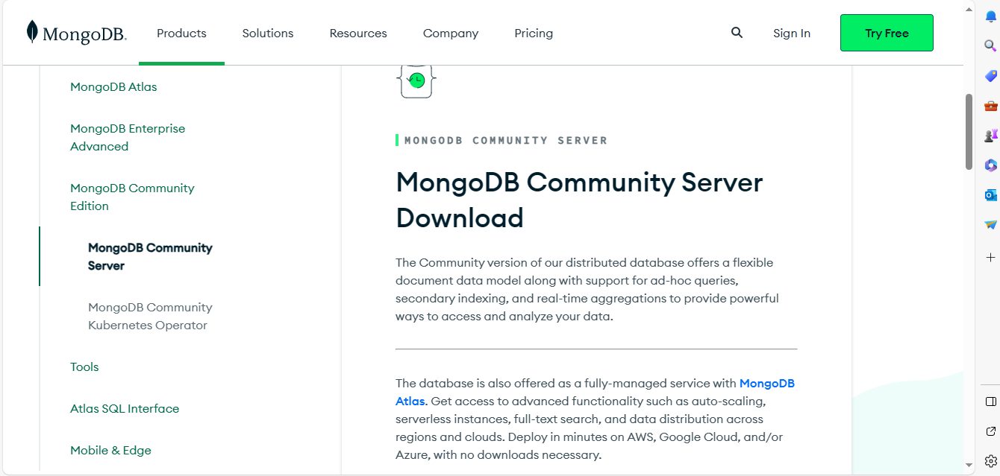 MongoDB.
Products
Solutions
Resources
Company
Pricing
Sign In
Try Free
MongoDB Atlas
MongoDB Enterprise
Advanced
MongoDB Community
Edition
MongoDB Community
Server
MongoDB Community
Kubernetes Operator
Tools
Atlas SQL Interface
Mobile & Edge
MONGODB COMMUNITY SERVER
MongoDB Community Server
Download
The Community version of our distributed database offers a flexible
document data model along with support for ad-hoc queries,
secondary indexing, and real-time aggregations to provide powerful
ways to access and analyze your data.
The database is also offered as a fully-managed service with MongoDB
Atlas. Get access to advanced functionality such as auto-scaling,
serverless instances, full-text search, and data distribution across
regions and clouds. Deploy in minutes on AWS, Google Cloud, and/or
Azure, with no downloads necessary.